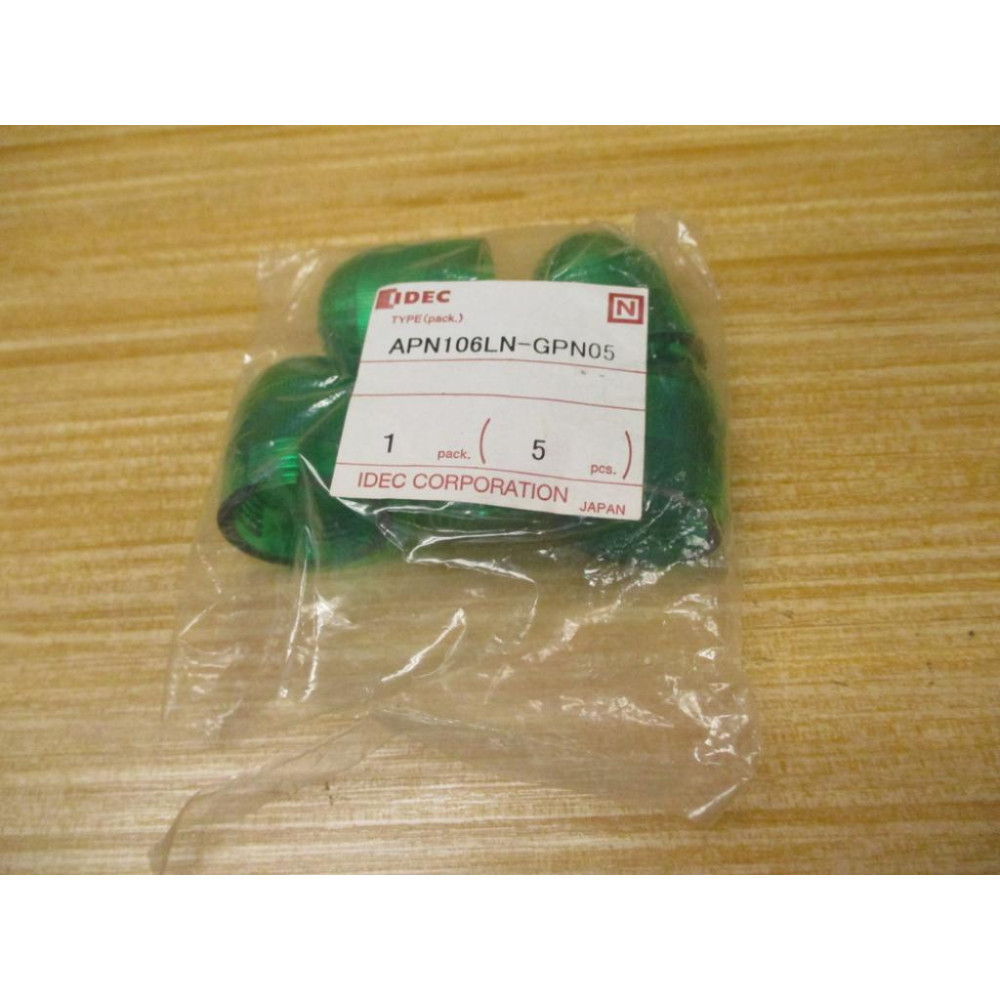 IDEC N
TYPE(pack.)
APN106LN-GPN05
1 pack. ( 5 pcs. )
IDEC CORPORATION JAPAN